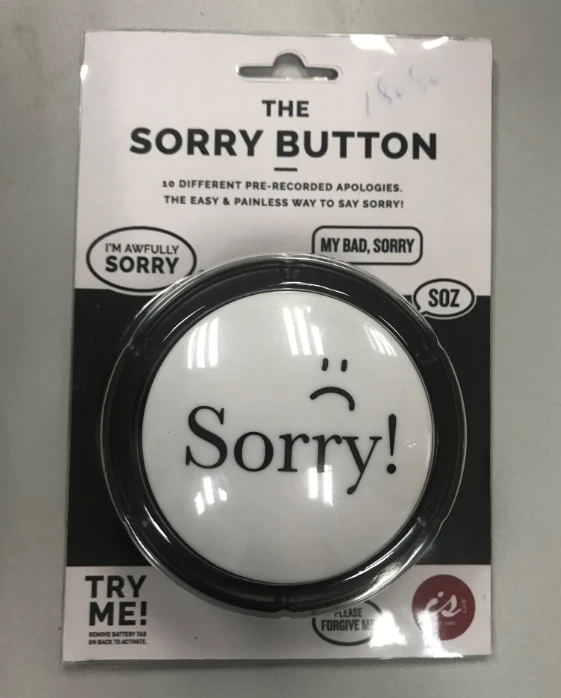 THE
SORRY BUTTON
10 DIFFERENT PRE-RECORDED APOLOGIES.
THE EASY & PAINLESS WAY TO SAY SORRY!
I'M AWFULLY
SORRY
MY BAD, SORRY
SOZ
Sorry!
TRY
ME!
REMOVE BATTERY TAB
ON BACK TO ACTIVATE.
PLEASE
FORGIVE ME
is